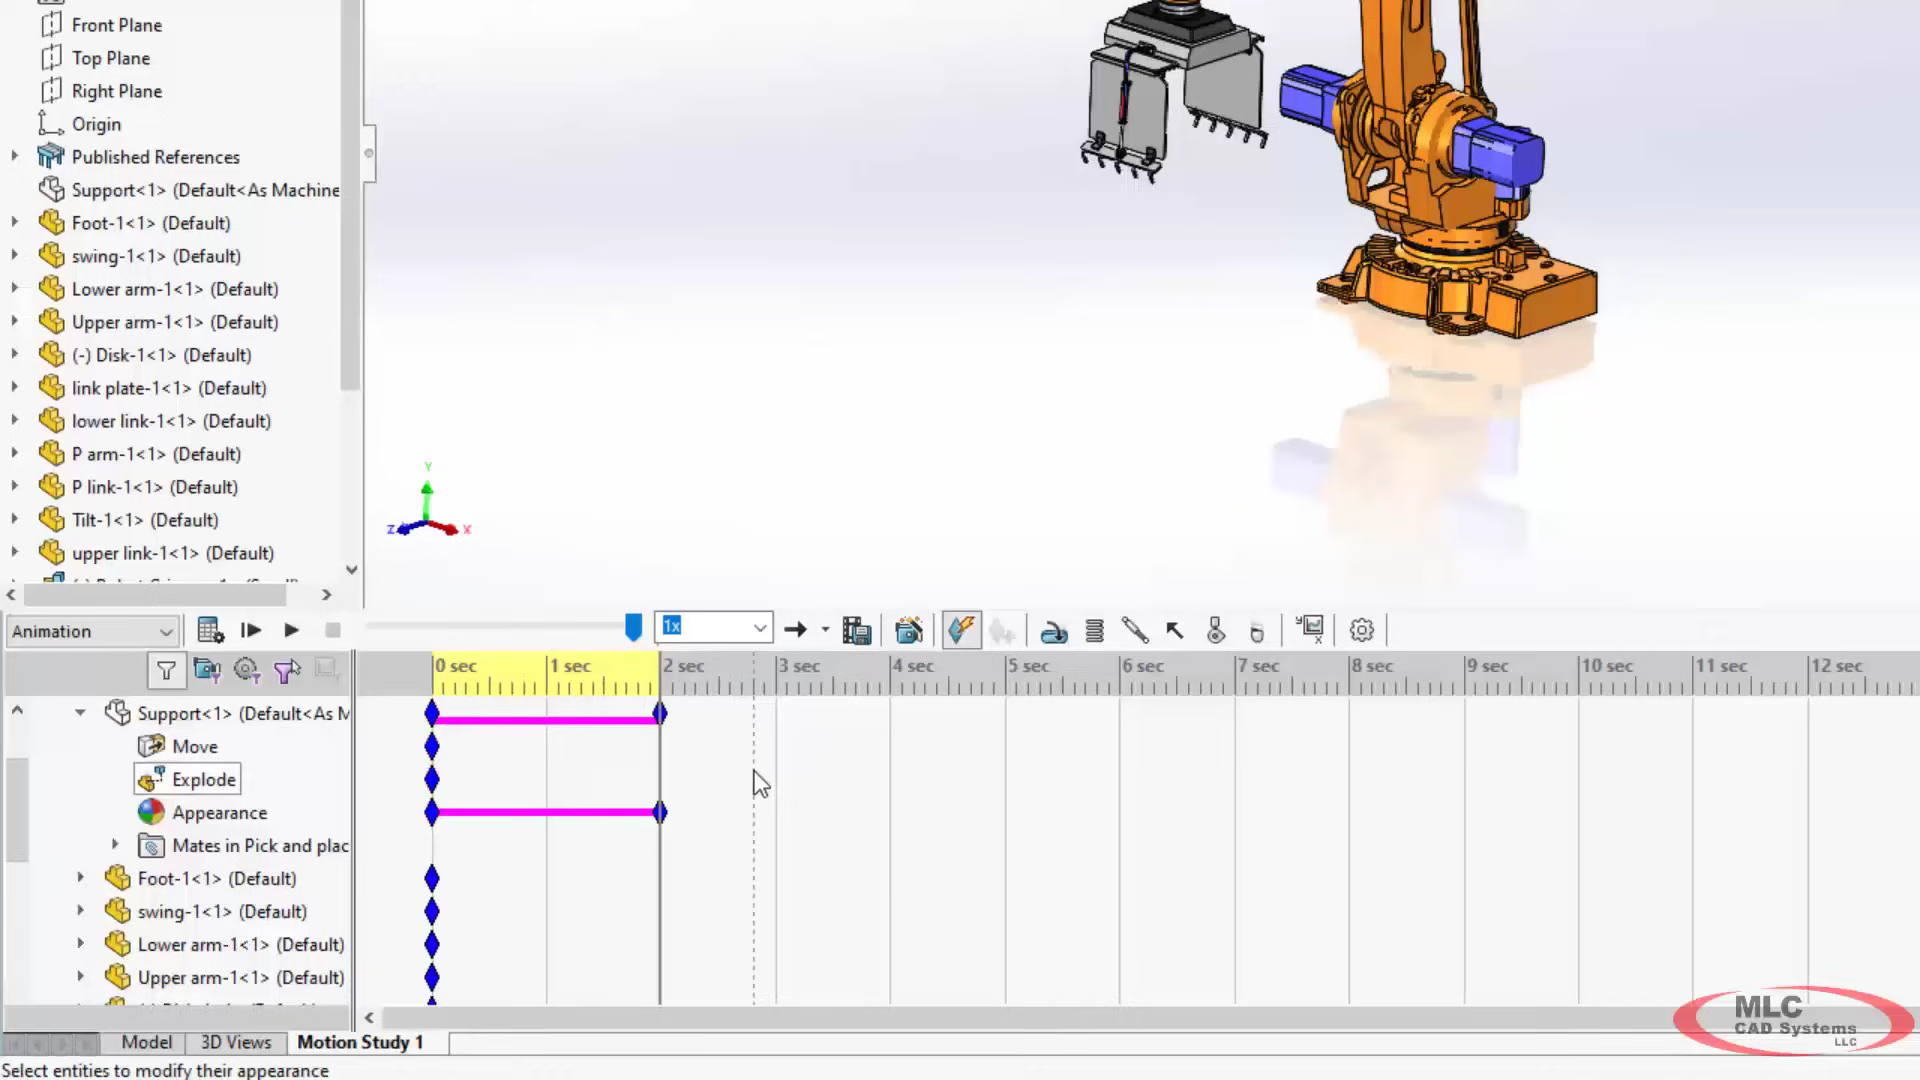 Front Plane
Top Plane
Right Plane
Origin
Published References
Support<1> (Default<As Machine
Foot-1<1> (Default)
swing-1<1> (Default)
Lower arm-1<1> (Default)
Upper arm-1<1> (Default)
(-) Disk-1<1> (Default)
link plate-1<1> (Default)
lower link-1<1> (Default)
P arm-1<1> (Default)
P link-1<1> (Default)
Tilt-1<1> (Default)
upper link-1<1> (Default)
Y
Z
X
Animation
1x
0 sec
1 sec
2 sec
3 sec
4 sec
5 sec
6 sec
7 sec
8 sec
9 sec
10 sec
11 sec
12 sec
Support<1> (Default<As M
Move
Explode
Appearance
Mates in Pick and plac
Foot-1<1> (Default)
swing-1<1> (Default)
Lower arm-1<1> (Default)
Upper arm-1<1> (Default)
MLC
CAD Systems
LLC
Model
3D Views
Motion Study 1
Select entities to modify their appearance